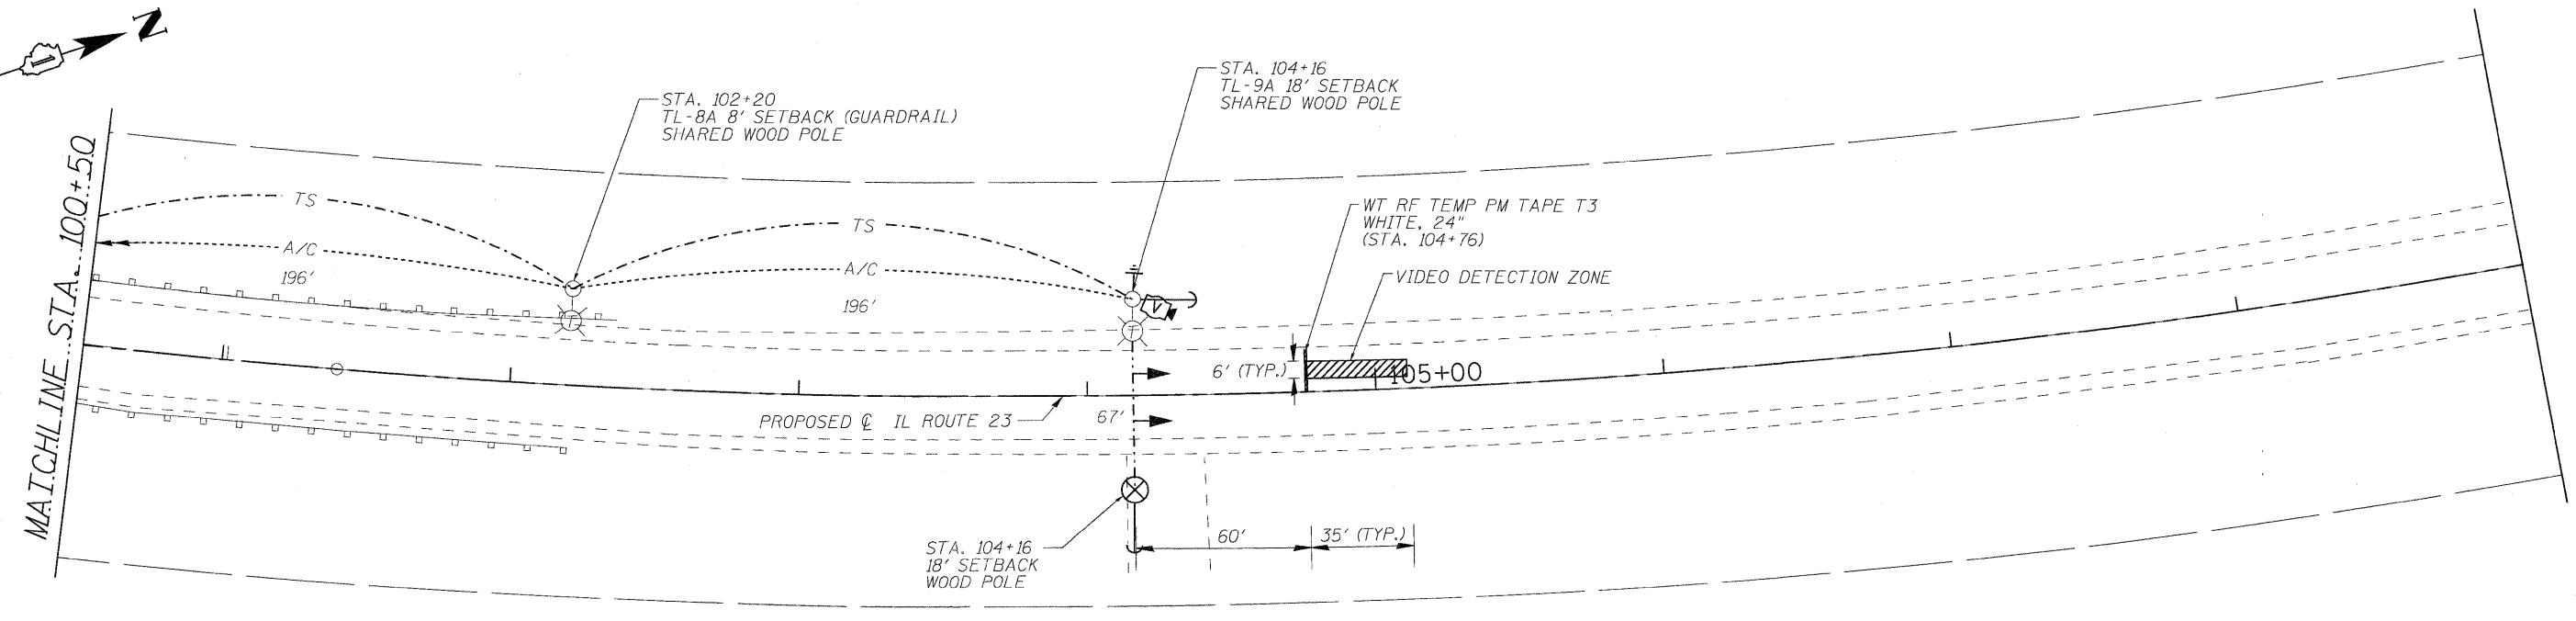 N
STA. 104+16
TL-9A 18' SETBACK
SHARED WOOD POLE
STA. 102+20
TL-8A 8' SETBACK (GUARDRAIL)
SHARED WOOD POLE
MATCHLINE STA. 100+50
TS
TS
A/C
A/C
196'
196'
WT RF TEMP PM TAPE T3
WHITE, 24"
(STA. 104+76)
VIDEO DETECTION ZONE
V
T
T
6' (TYP.)
105+00
PROPOSED ℄ IL ROUTE 23
67'
STA. 104+16
18' SETBACK
WOOD POLE
60'
35' (TYP.)